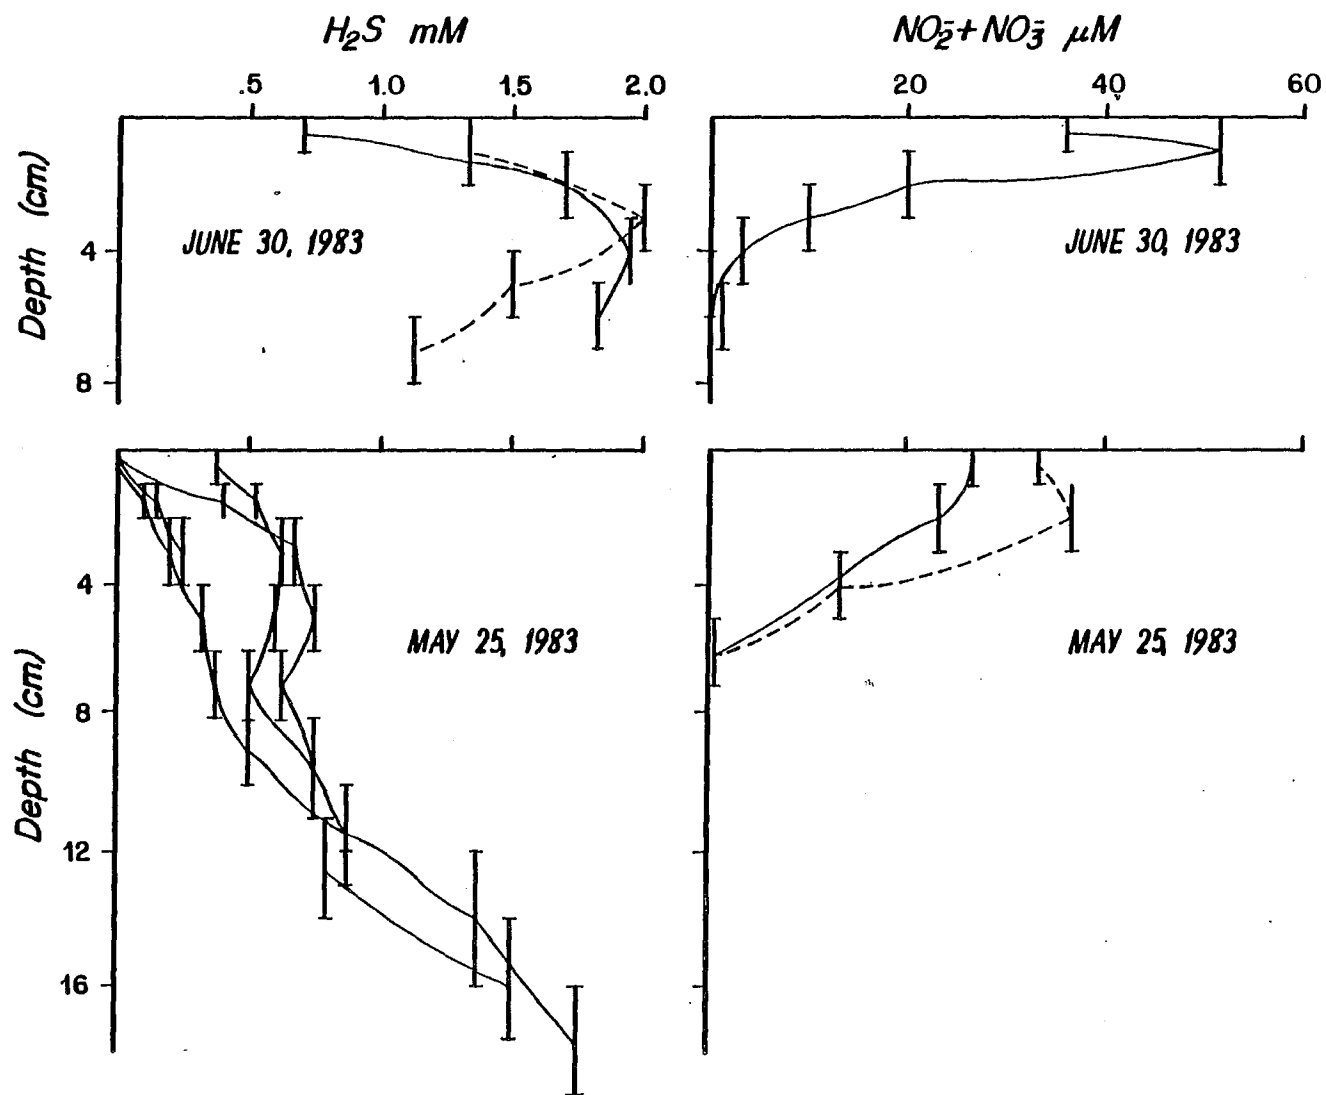 H₂S mM
NO₂⁻+NO₃⁻ μM
.5 1.0 1.5 2.0
20 40 60
Depth (cm)
4
8
JUNE 30, 1983
JUNE 30, 1983
Depth (cm)
4
8
12
16
MAY 25, 1983
MAY 25, 1983